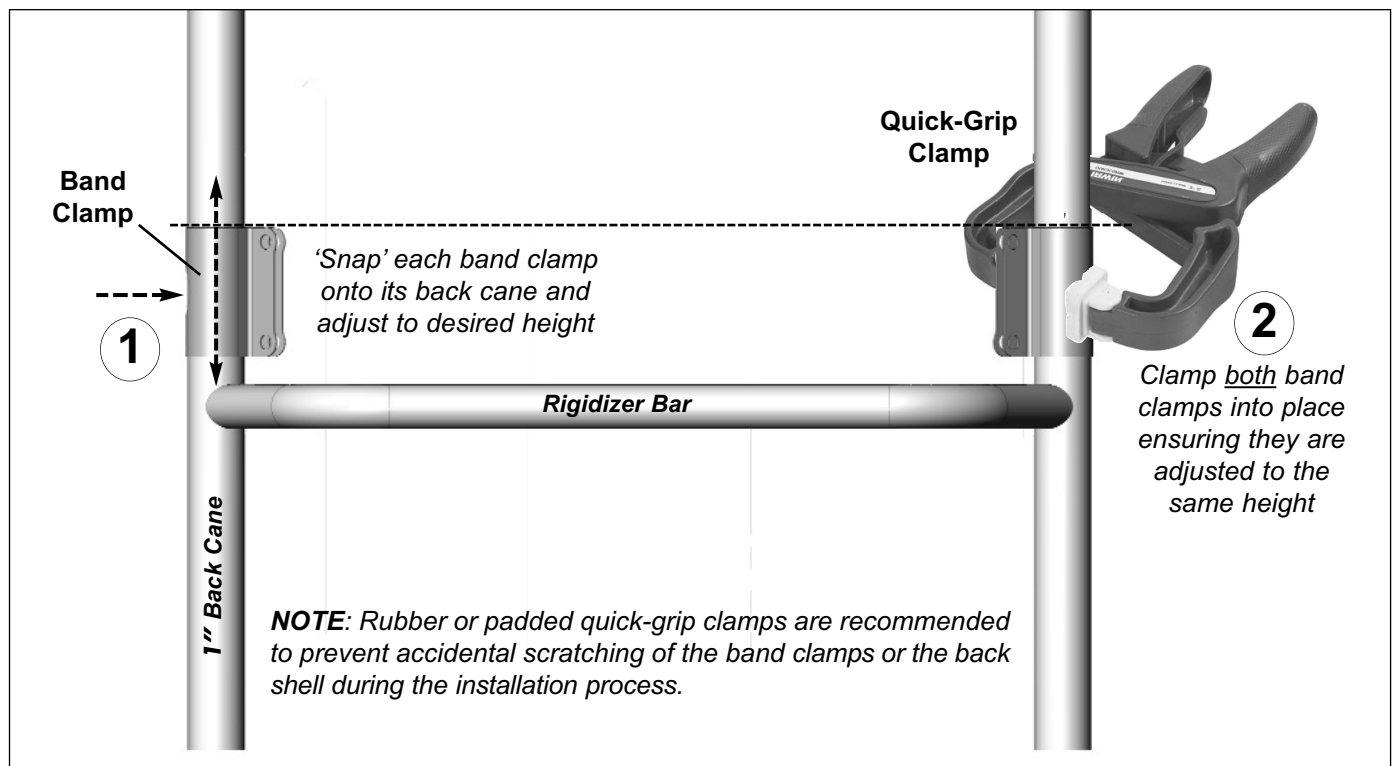 Quick-Grip
Clamp
Band
Clamp
‘Snap’ each band clamp
onto its back cane and
adjust to desired height
1
2
Clamp both band
clamps into place
ensuring they are
adjusted to the
same height
Rigidizer Bar
1″ Back Cane
NOTE: Rubber or padded quick-grip clamps are recommended
to prevent accidental scratching of the band clamps or the back
shell during the installation process.